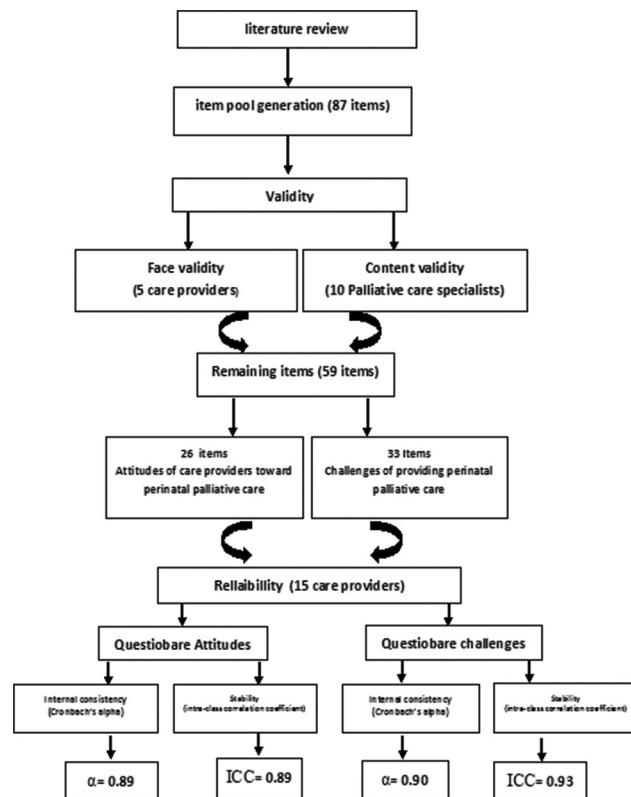 literature review
item pool generation (87 items)
Validity
Face validity
(5 care providers)
Content validity
(10 Palliative care specialists)
Remaining items (59 items)
26 items
Attitudes of care providers toward
perinatal palliative care
33 Items
Challenges of providing perinatal
palliative care
Rellaibillity (15 care providers)
Questiobare Attitudes
Questiobare challenges
Internal consistency
(Cronbach's alpha)
Stability
(intra-class correlation coefficient)
Internal consistency
(Cronbach's alpha)
Stability
(intra-class correlation coefficient)
α= 0.89
ICC= 0.89
α= 0.90
ICC= 0.93